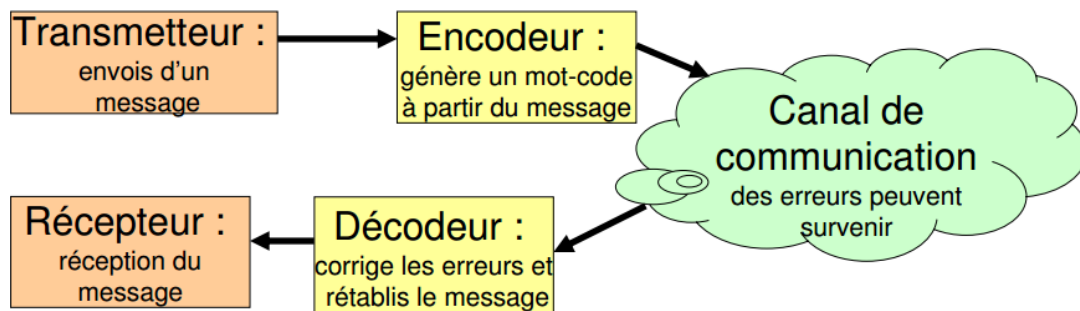 Transmetteur :
envois d'un
message
Encodeur :
génère un mot-code
à partir du message
Canal de
communication
des erreurs peuvent
survenir
Décodeur :
corrige les erreurs et
rétablis le message
Récepteur :
réception du
message